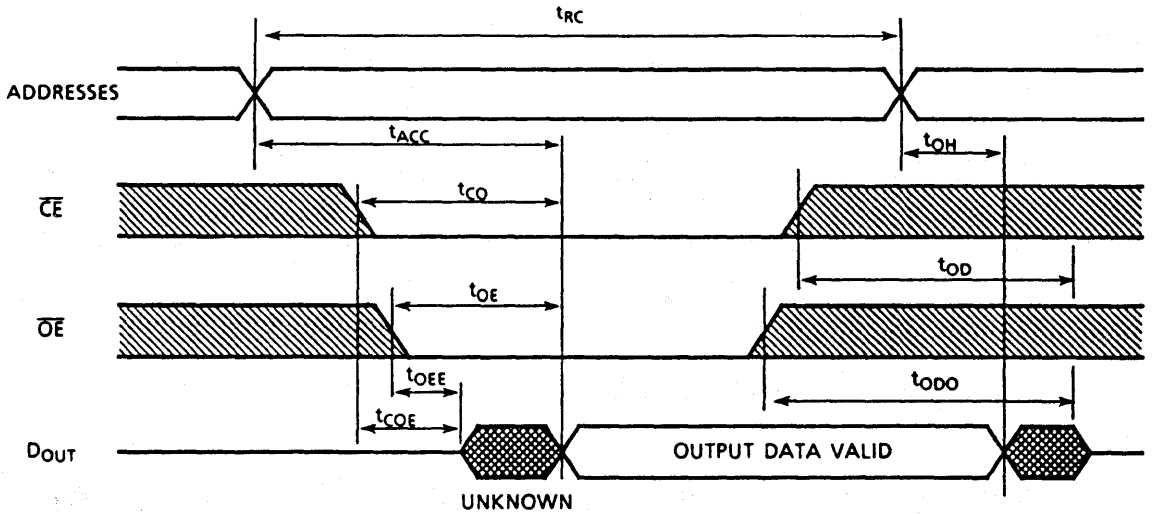 tRC
ADDRESSES
tACC
tOH
CE
tCO
tOD
OE
tOE
tOEE
tODO
tCOE
DOUT
OUTPUT DATA VALID
UNKNOWN